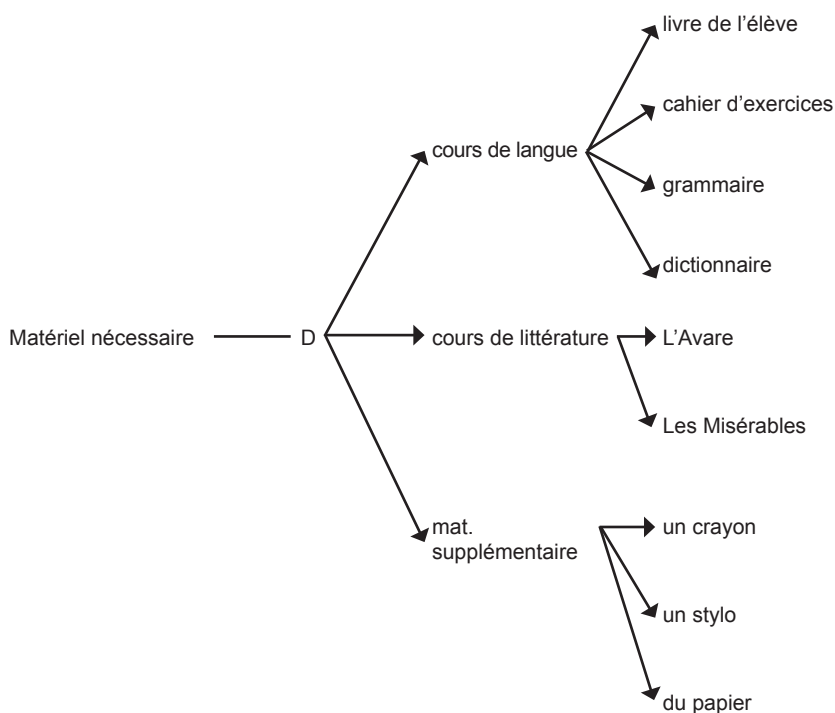 livre de l’élève
cahier d’exercices
cours de langue
grammaire
dictionnaire
Matériel nécessaire
D
cours de littérature
L’Avare
Les Misérables
mat.
supplémentaire
un crayon
un stylo
du papier